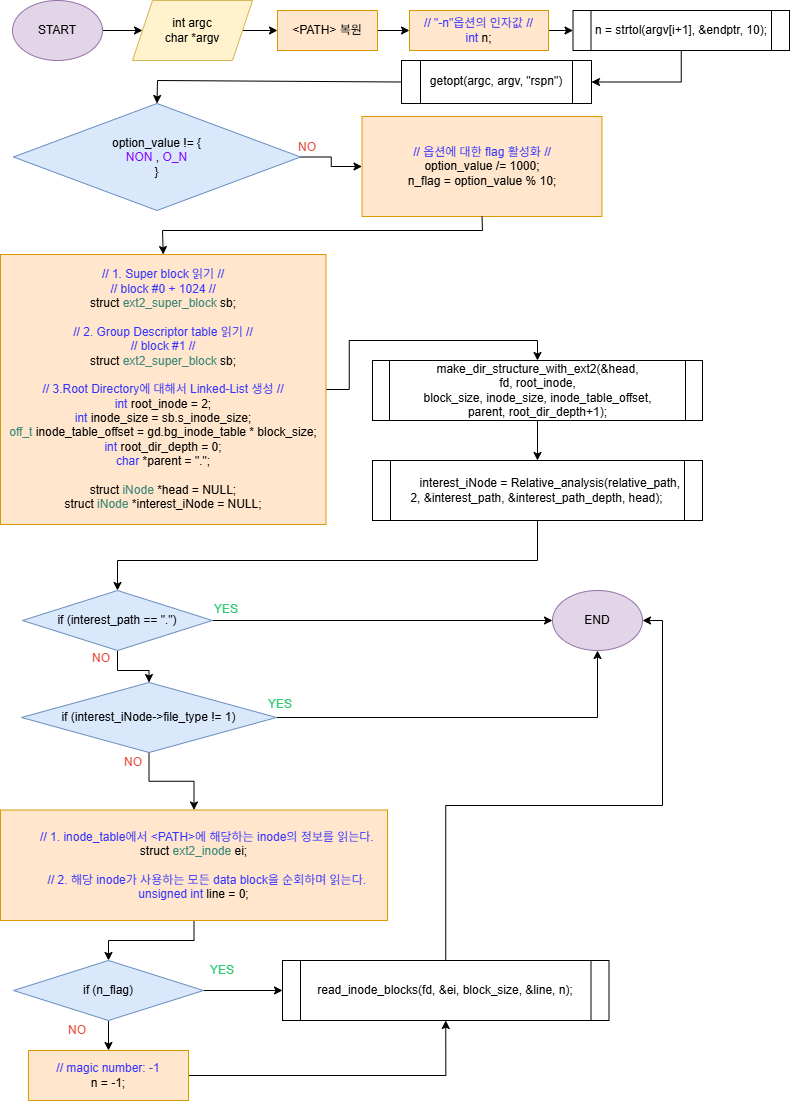 START
int argc
char *argv
<PATH> 복원
// "-n"옵션의 인자값 //
int n;
n = strtol(argv[i+1], &endptr, 10);
getopt(argc, argv, "rspn")
option_value != {
NON , O_N
}
NO
// 옵션에 대한 flag 활성화 //
option_value /= 1000;
n_flag = option_value % 10;
// 1. Super block 읽기 //
// block #0 + 1024 //
struct ext2_super_block sb;
// 2. Group Descriptor table 읽기 //
// block #1 //
struct ext2_super_block sb;
// 3.Root Directory에 대해서 Linked-List 생성 //
int root_inode = 2;
int inode_size = sb.s_inode_size;
off_t inode_table_offset = gd.bg_inode_table * block_size;
int root_dir_depth = 0;
char *parent = ".";
struct iNode *head = NULL;
struct iNode *interest_iNode = NULL;
make_dir_structure_with_ext2(&head,
fd, root_inode,
block_size, inode_size, inode_table_offset,
parent, root_dir_depth+1);
interest_iNode = Relative_analysis(relative_path,
2, &interest_path, &interest_path_depth, head);
if (interest_path == ".")
YES
END
NO
if (interest_iNode->file_type != 1)
YES
NO
// 1. inode_table에서 <PATH>에 해당하는 inode의 정보를 읽는다.
struct ext2_inode ei;
// 2. 해당 inode가 사용하는 모든 data block을 순회하며 읽는다.
unsigned int line = 0;
if (n_flag)
YES
read_inode_blocks(fd, &ei, block_size, &line, n);
NO
// magic number: -1
n = -1;